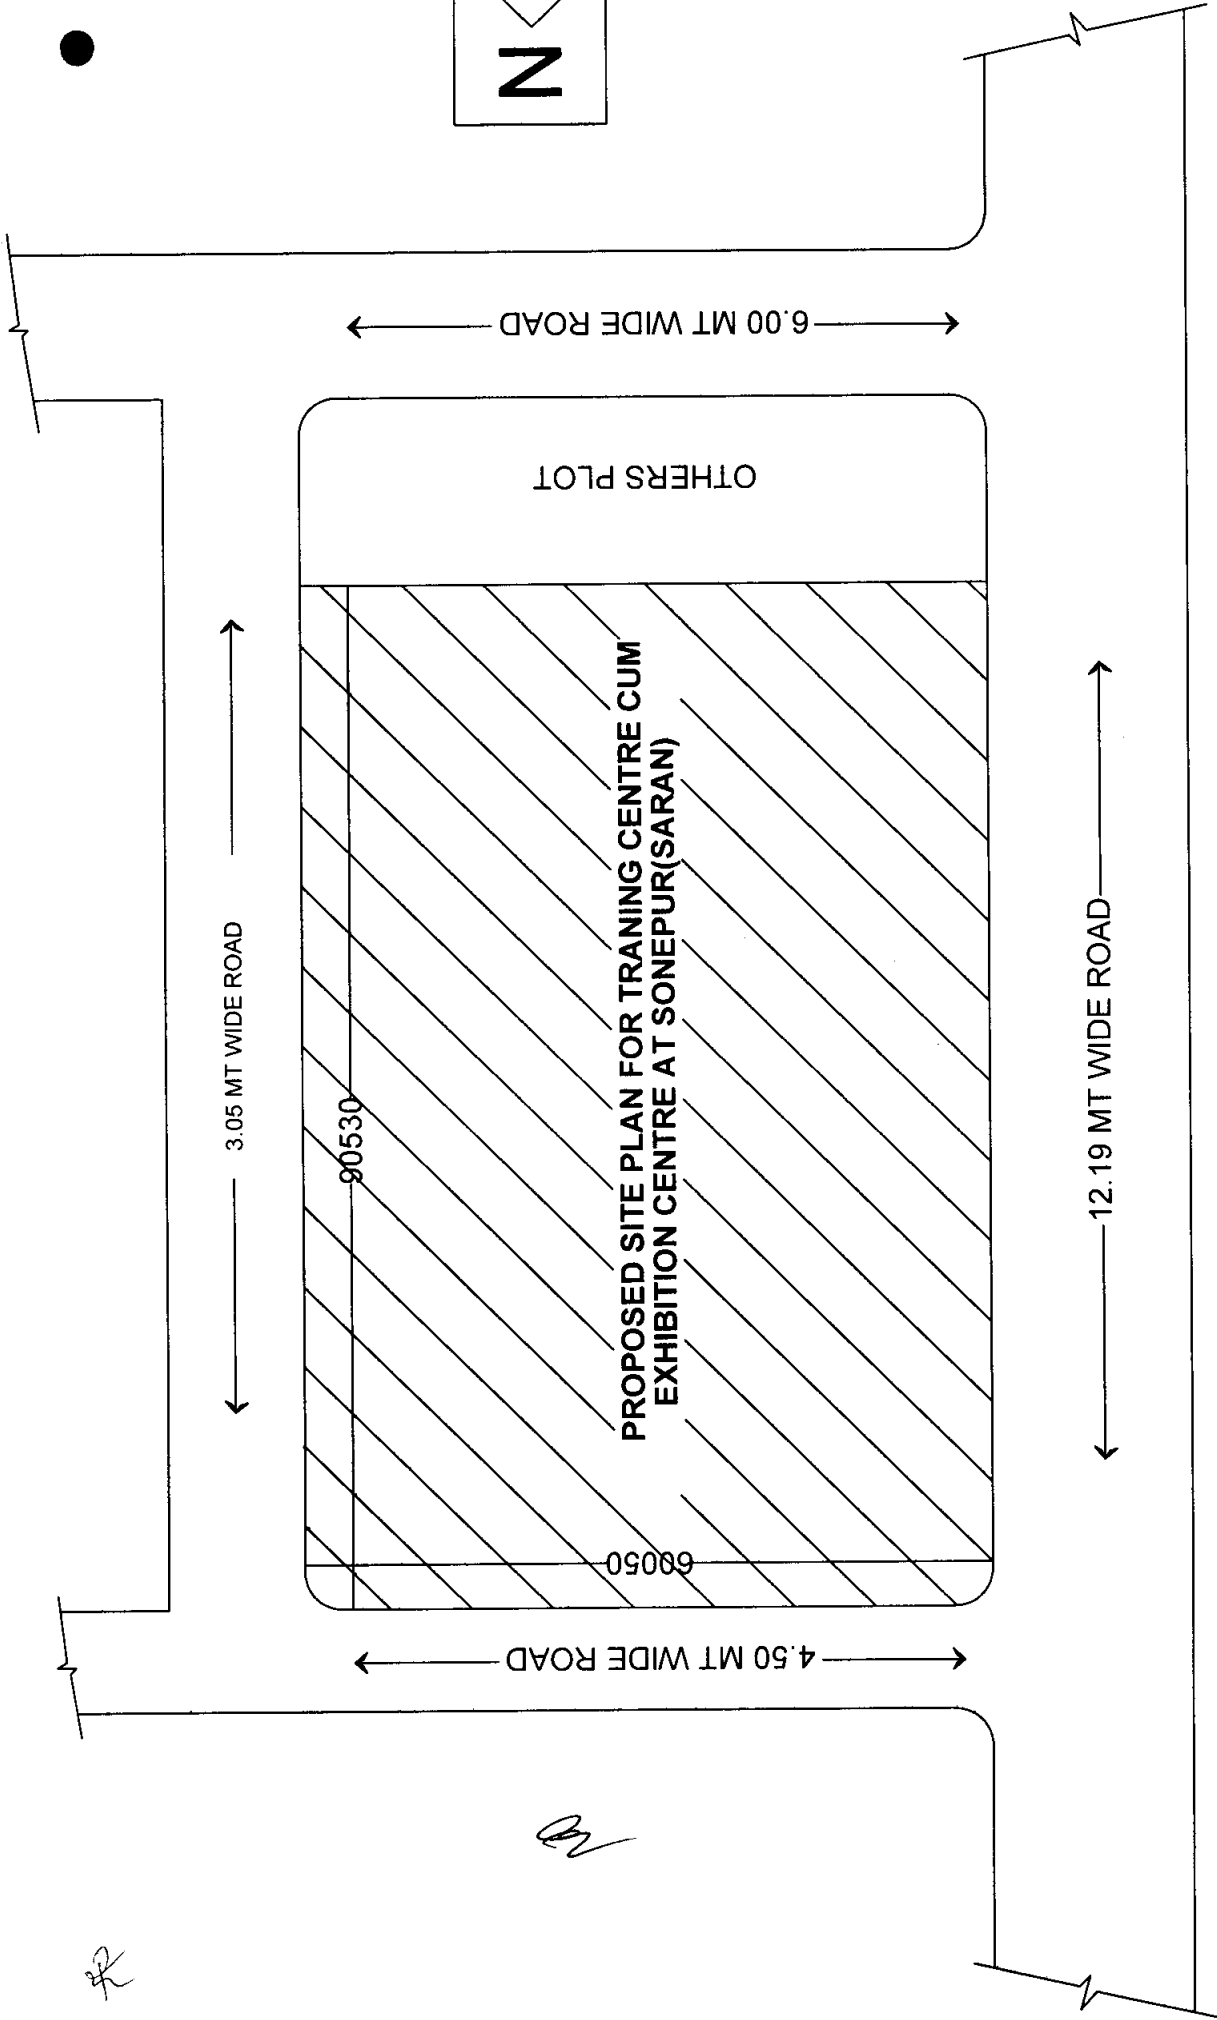 N
3.05 MT WIDE ROAD
90530
PROPOSED SITE PLAN FOR TRANING CENTRE CUM
EXHIBITION CENTRE AT SONEPUR(SARAN)
60050
OTHERS PLOT
4.50 MT WIDE ROAD
6.00 MT WIDE ROAD
12.19 MT WIDE ROAD